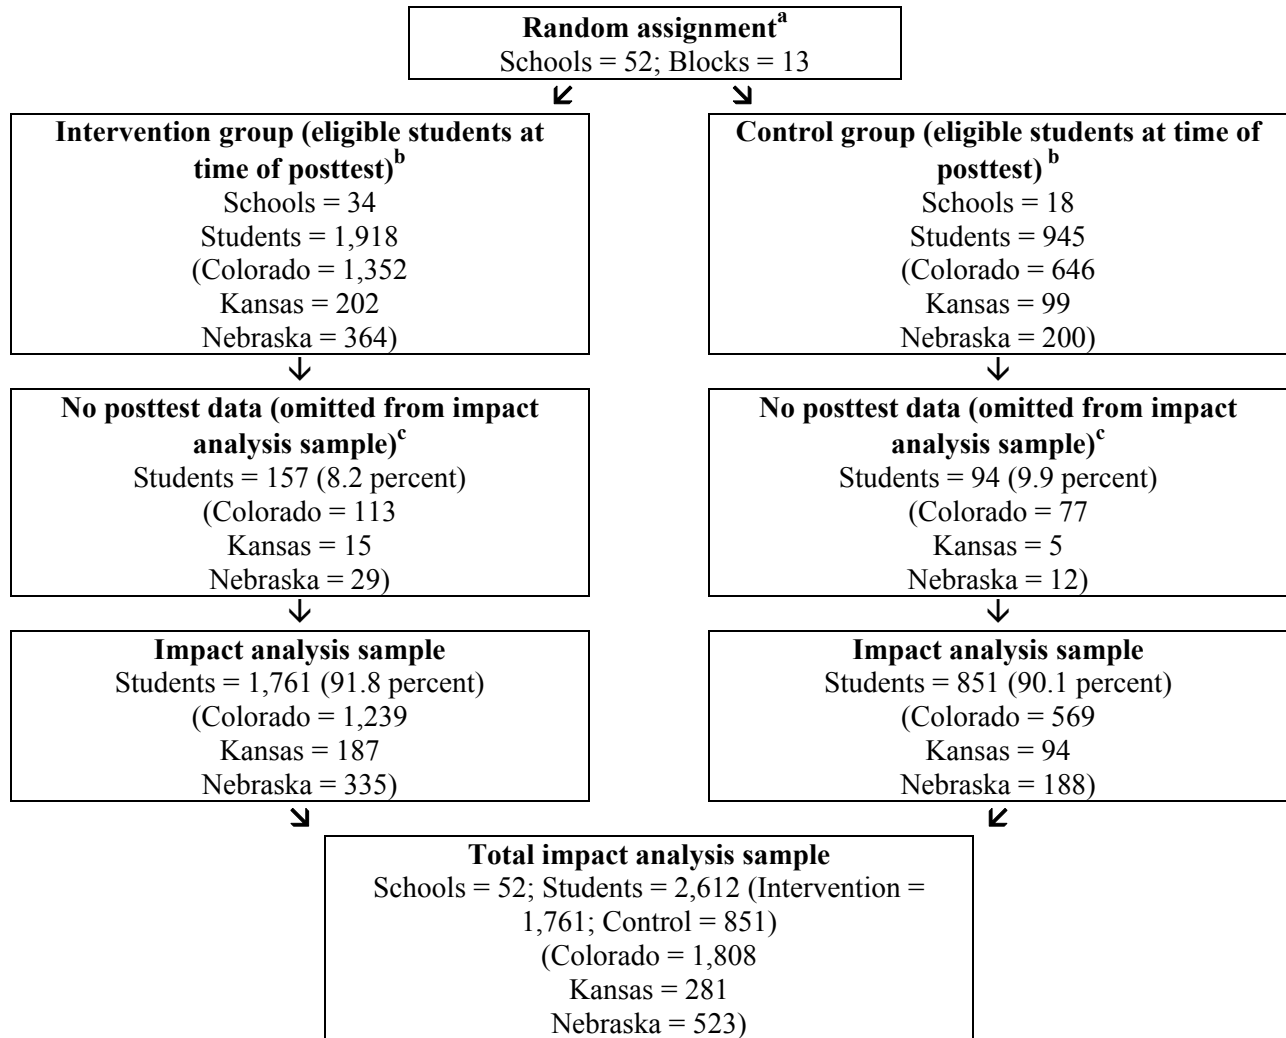 Random assignmentᵃ
Schools = 52; Blocks = 13
Intervention group (eligible students at
time of posttest)ᵇ
Schools = 34
Students = 1,918
(Colorado = 1,352
Kansas = 202
Nebraska = 364)
Control group (eligible students at time of
posttest) ᵇ
Schools = 18
Students = 945
(Colorado = 646
Kansas = 99
Nebraska = 200)
No posttest data (omitted from impact
analysis sample)ᶜ
Students = 157 (8.2 percent)
(Colorado = 113
Kansas = 15
Nebraska = 29)
No posttest data (omitted from impact
analysis sample)ᶜ
Students = 94 (9.9 percent)
(Colorado = 77
Kansas = 5
Nebraska = 12)
Impact analysis sample
Students = 1,761 (91.8 percent)
(Colorado = 1,239
Kansas = 187
Nebraska = 335)
Impact analysis sample
Students = 851 (90.1 percent)
(Colorado = 569
Kansas = 94
Nebraska = 188)
Total impact analysis sample
Schools = 52; Students = 2,612 (Intervention =
1,761; Control = 851)
(Colorado = 1,808
Kansas = 281
Nebraska = 523)